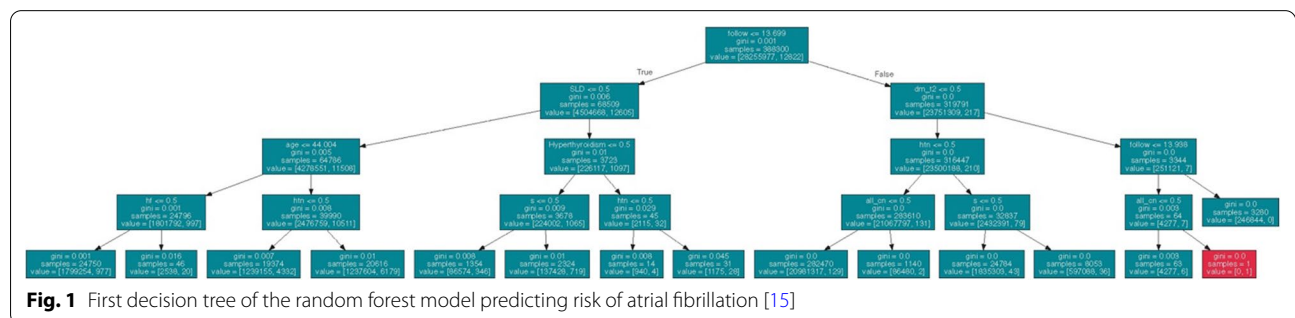 follow <= 13.699
gini = 0.001
samples = 388300
value = [28255977, 12822]
True
False
SLD <= 0.5
gini = 0.006
samples = 68509
value = [4504668, 12605]
dm_t2 <= 0.5
gini = 0.0
samples = 319791
value = [23751309, 217]
age <= 44.004
gini = 0.005
samples = 64786
value = [4278551, 11508]
Hyperthyroidism <= 0.5
gini = 0.01
samples = 3723
value = [226117, 1097]
htn <= 0.5
gini = 0.0
samples = 316447
value = [23500188, 210]
follow <= 13.938
gini = 0.0
samples = 3344
value = [251121, 7]
hf <= 0.5
gini = 0.001
samples = 24796
value = [1801792, 997]
htn <= 0.5
gini = 0.008
samples = 39990
value = [2476759, 10511]
s <= 0.5
gini = 0.009
samples = 3678
value = [224002, 1065]
htn <= 0.5
gini = 0.029
samples = 45
value = [2115, 32]
all_cn <= 0.5
gini = 0.0
samples = 283610
value = [21067797, 131]
s <= 0.5
gini = 0.0
samples = 32837
value = [2432391, 79]
all_cn <= 0.5
gini = 0.003
samples = 64
value = [4277, 7]
gini = 0.0
samples = 3280
value = [246844, 0]
gini = 0.001
samples = 24750
value = [1799254, 977]
gini = 0.016
samples = 46
value = [2538, 20]
gini = 0.007
samples = 19374
value = [1239155, 4332]
gini = 0.01
samples = 20616
value = [1237604, 6179]
gini = 0.008
samples = 1354
value = [86574, 346]
gini = 0.01
samples = 2324
value = [137428, 719]
gini = 0.008
samples = 14
value = [940, 4]
gini = 0.045
samples = 31
value = [1175, 28]
gini = 0.0
samples = 282470
value = [20981317, 129]
gini = 0.0
samples = 1140
value = [86480, 2]
gini = 0.0
samples = 24784
value = [1835303, 43]
gini = 0.0
samples = 8053
value = [597088, 36]
gini = 0.003
samples = 63
value = [4277, 6]
gini = 0.0
samples = 1
value = [0, 1]
Fig. 1 First decision tree of the random forest model predicting risk of atrial fibrillation [15]